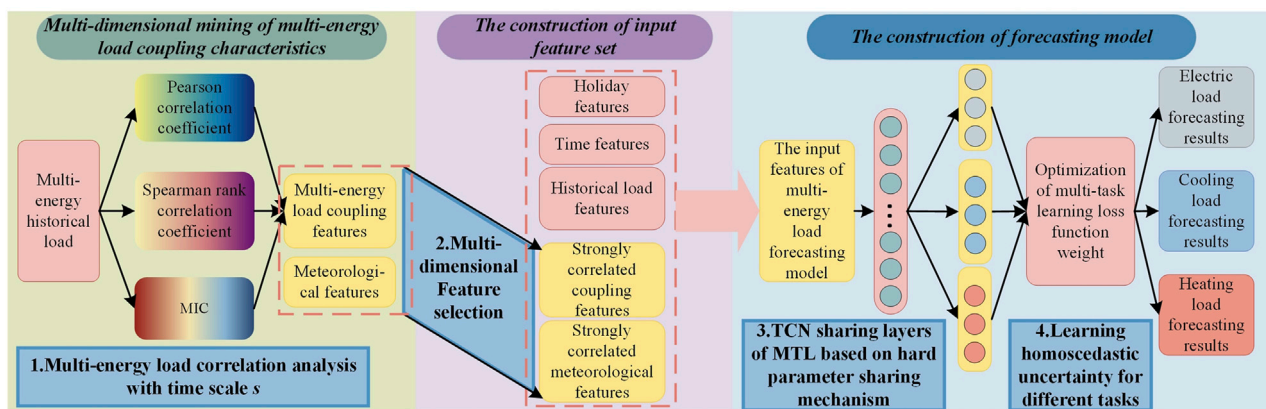 Multi-dimensional mining of multi-energy
load coupling characteristics
Multi-
energy
historical
load
Pearson
correlation
coefficient
Spearman rank
correlation
coefficient
MIC
Multi-energy
load coupling
features
Meteorologi-
cal features
1.Multi-energy load correlation analysis
with time scale s
The construction of input
feature set
2.Multi-
dimensional
Feature
selection
Holiday
features
Time features
Historical load
features
Strongly
correlated
coupling
features
Strongly
correlated
meteorological
features
The construction of forecasting model
The input
features of
multi-
energy
load
forecasting
model
3.TCN sharing layers
of MTL based on hard
parameter sharing
mechanism
Optimization
of multi-task
learning loss
function
weight
4.Learning
homoscedastic
uncertainty for
different tasks
Electric
load
forecasting
results
Cooling
load
forecasting
results
Heating
load
forecasting
results